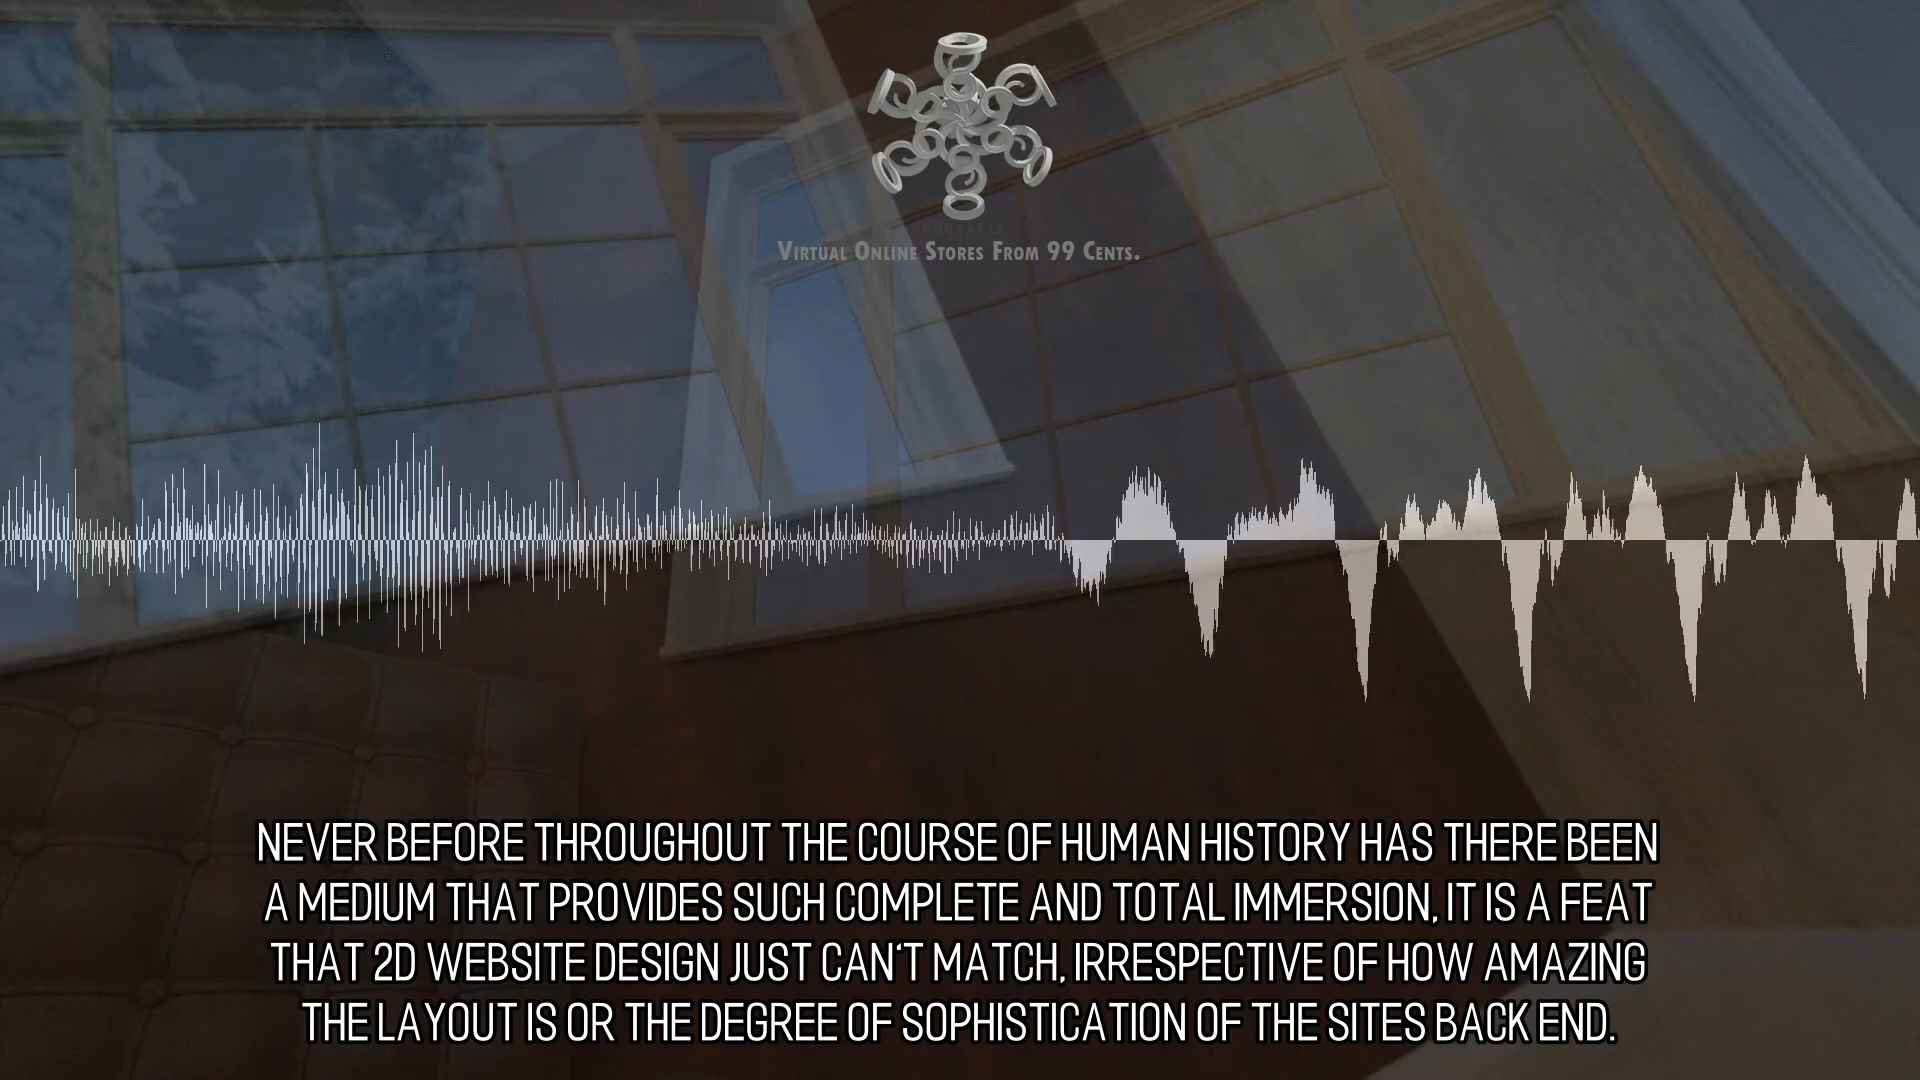 PORTALIZ
Virtual Online Stores From 99 Cents.
NEVER BEFORE THROUGHOUT THE COURSE OF HUMAN HISTORY HAS THERE BEEN
A MEDIUM THAT PROVIDES SUCH COMPLETE AND TOTAL IMMERSION, IT IS A FEAT
THAT 2D WEBSITE DESIGN JUST CAN'T MATCH, IRRESPECTIVE OF HOW AMAZING
THE LAYOUT IS OR THE DEGREE OF SOPHISTICATION OF THE SITES BACK END.